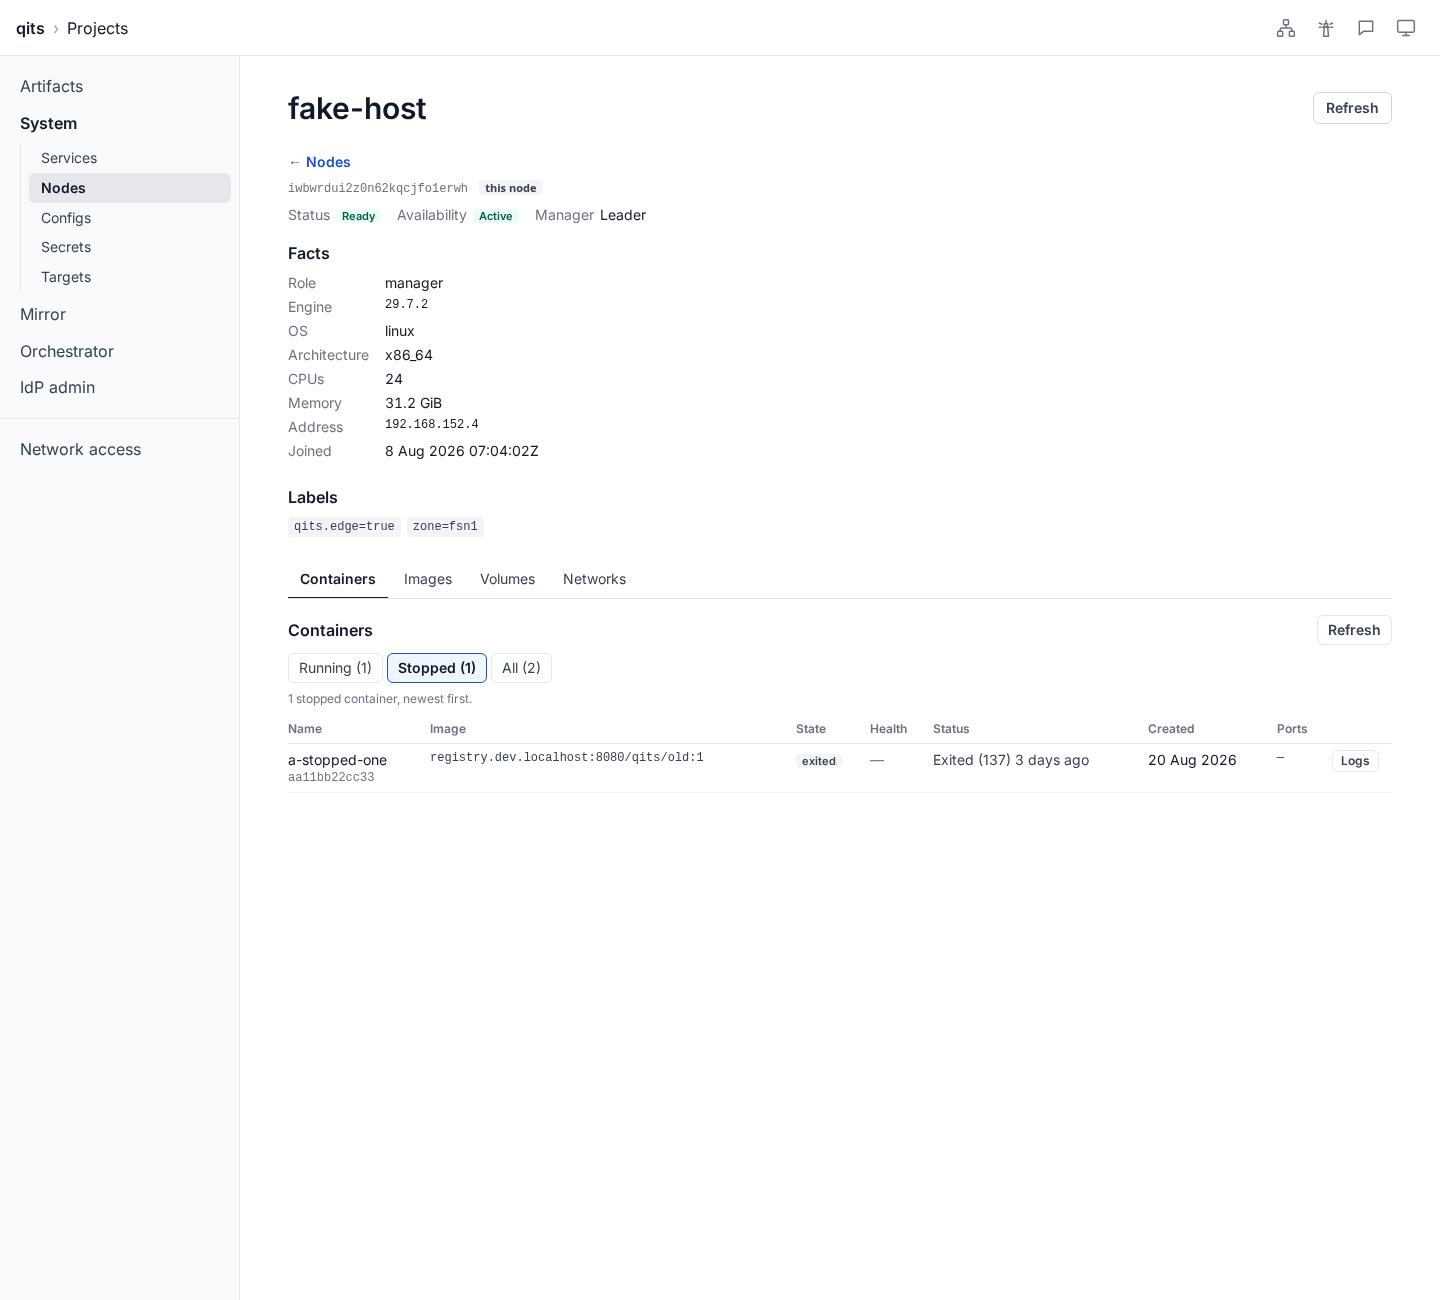 qits › Projects
Artifacts
System
Services
Nodes
Configs
Secrets
Targets
Mirror
Orchestrator
IdP admin
Network access
fake-host
Refresh
← Nodes
iwbwrdui2z0n62kqcjfo1erwh this node
Status Ready Availability Active Manager Leader
Facts
Role manager
Engine 29.7.2
OS linux
Architecture x86_64
CPUs 24
Memory 31.2 GiB
Address 192.168.152.4
Joined 8 Aug 2026 07:04:02Z
Labels
qits.edge=true zone=fsn1
Containers Images Volumes Networks
Containers
Refresh
Running (1) Stopped (1) All (2)
1 stopped container, newest first.
Name Image State Health Status Created Ports
a-stopped-one registry.dev.localhost:8080/qits/old:1 exited — Exited (137) 3 days ago 20 Aug 2026 – Logs
aa11bb22cc33